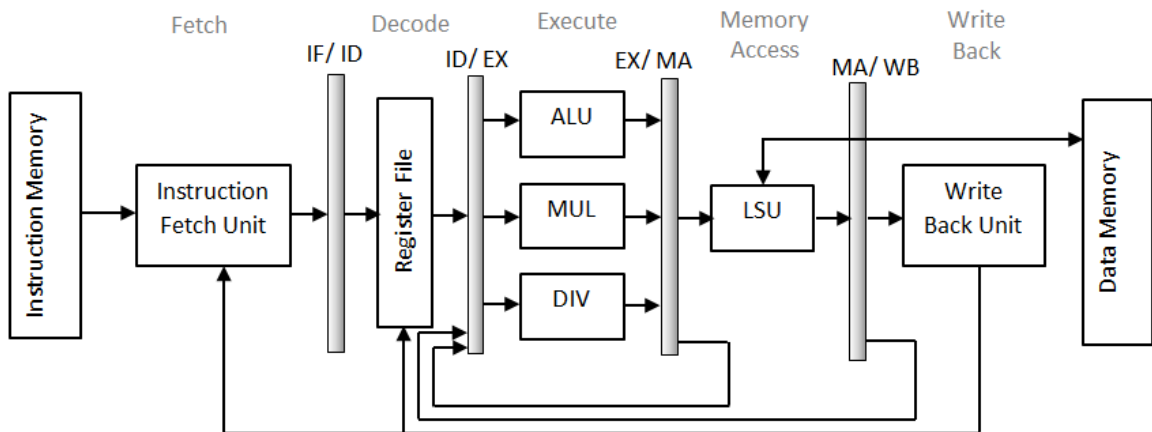 Fetch
Decode
Execute
Memory
Access
Write
Back
IF/ ID
ID/ EX
EX/ MA
MA/ WB
Instruction Memory
Instruction
Fetch Unit
Register File
ALU
MUL
DIV
LSU
Write
Back Unit
Data Memory